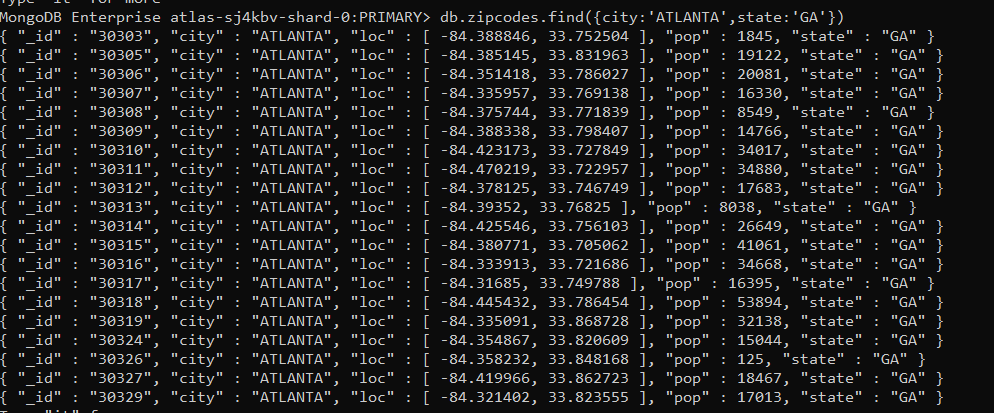 MongoDB Enterprise atlas-sj4kbv-shard-0:PRIMARY> db.zipcodes.find({city:'ATLANTA',state:'GA'})
{ "_id" : "30303", "city" : "ATLANTA", "loc" : [ -84.388846, 33.752504 ], "pop" : 1845, "state" : "GA" }
{ "_id" : "30305", "city" : "ATLANTA", "loc" : [ -84.385145, 33.831963 ], "pop" : 19122, "state" : "GA" }
{ "_id" : "30306", "city" : "ATLANTA", "loc" : [ -84.351418, 33.786027 ], "pop" : 20081, "state" : "GA" }
{ "_id" : "30307", "city" : "ATLANTA", "loc" : [ -84.335957, 33.769138 ], "pop" : 16330, "state" : "GA" }
{ "_id" : "30308", "city" : "ATLANTA", "loc" : [ -84.375744, 33.771839 ], "pop" : 8549, "state" : "GA" }
{ "_id" : "30309", "city" : "ATLANTA", "loc" : [ -84.388338, 33.798407 ], "pop" : 14766, "state" : "GA" }
{ "_id" : "30310", "city" : "ATLANTA", "loc" : [ -84.423173, 33.727849 ], "pop" : 34017, "state" : "GA" }
{ "_id" : "30311", "city" : "ATLANTA", "loc" : [ -84.470219, 33.722957 ], "pop" : 34880, "state" : "GA" }
{ "_id" : "30312", "city" : "ATLANTA", "loc" : [ -84.378125, 33.746749 ], "pop" : 17683, "state" : "GA" }
{ "_id" : "30313", "city" : "ATLANTA", "loc" : [ -84.39352, 33.76825 ], "pop" : 8038, "state" : "GA" }
{ "_id" : "30314", "city" : "ATLANTA", "loc" : [ -84.425546, 33.756103 ], "pop" : 26649, "state" : "GA" }
{ "_id" : "30315", "city" : "ATLANTA", "loc" : [ -84.380771, 33.705062 ], "pop" : 41061, "state" : "GA" }
{ "_id" : "30316", "city" : "ATLANTA", "loc" : [ -84.333913, 33.721686 ], "pop" : 34668, "state" : "GA" }
{ "_id" : "30317", "city" : "ATLANTA", "loc" : [ -84.31685, 33.749788 ], "pop" : 16395, "state" : "GA" }
{ "_id" : "30318", "city" : "ATLANTA", "loc" : [ -84.445432, 33.786454 ], "pop" : 53894, "state" : "GA" }
{ "_id" : "30319", "city" : "ATLANTA", "loc" : [ -84.335091, 33.868728 ], "pop" : 32138, "state" : "GA" }
{ "_id" : "30324", "city" : "ATLANTA", "loc" : [ -84.354867, 33.820609 ], "pop" : 15044, "state" : "GA" }
{ "_id" : "30326", "city" : "ATLANTA", "loc" : [ -84.358232, 33.848168 ], "pop" : 125, "state" : "GA" }
{ "_id" : "30327", "city" : "ATLANTA", "loc" : [ -84.419966, 33.862723 ], "pop" : 18467, "state" : "GA" }
{ "_id" : "30329", "city" : "ATLANTA", "loc" : [ -84.321402, 33.823555 ], "pop" : 17013, "state" : "GA" }